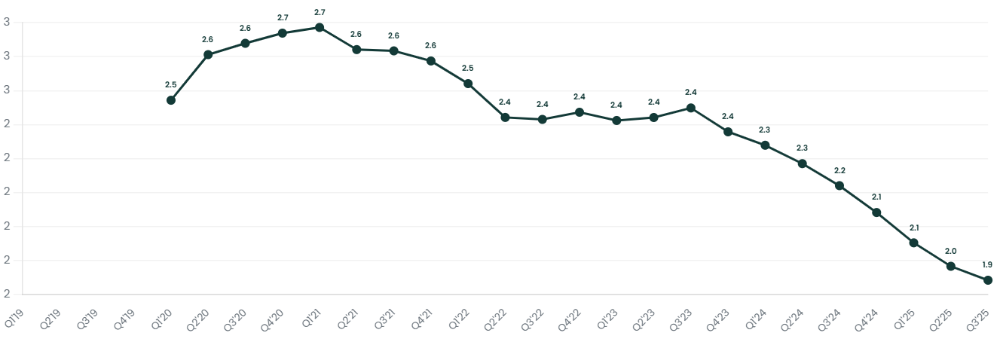 3
3
3
2
2
2
2
2
2
2.5
2.6
2.6
2.7
2.7
2.6
2.6
2.6
2.5
2.4
2.4
2.4
2.4
2.4
2.4
2.4
2.3
2.3
2.2
2.1
2.1
2.0
1.9
Q1'19
Q2'19
Q3'19
Q4'19
Q1'20
Q2'20
Q3'20
Q4'20
Q1'21
Q2'21
Q3'21
Q4'21
Q1'22
Q2'22
Q3'22
Q4'22
Q1'23
Q2'23
Q3'23
Q4'23
Q1'24
Q2'24
Q3'24
Q4'24
Q1'25
Q2'25
Q3'25